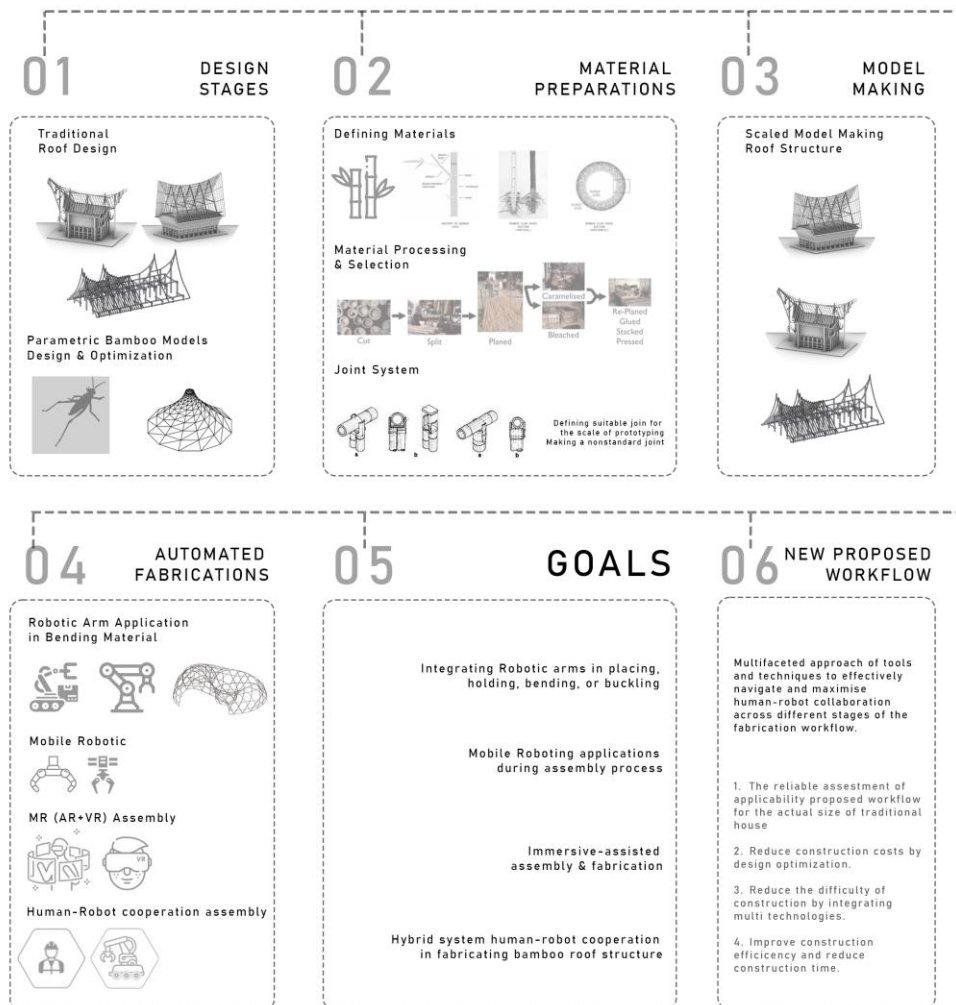 01
DESIGN
STAGES
Traditional
Roof Design
Parametric Bamboo Models
Design & Optimization
02
MATERIAL
PREPARATIONS
Defining Materials
Material Processing
& Selection
Cut
Split
Planed
Caramelised
Bleached
Re-Planed
Glued
Stacked
Pressed
Joint System
a
b
a
b
Defining suitable join for
the scale of prototyping
Making a nonstandard joint
03
MODEL
MAKING
Scaled Model Making
Roof Structure
04
AUTOMATED
FABRICATIONS
Robotic Arm Application
in Bending Material
Mobile Robotic
MR (AR+VR) Assembly
VR
Human-Robot cooperation assembly
05
GOALS
Integrating Robotic arms in placing,
holding, bending, or buckling
Mobile Roboting applications
during assembly process
Immersive-assisted
assembly & fabrication
Hybrid system human-robot cooperation
in fabricating bamboo roof structure
06
NEW PROPOSED
WORKFLOW
Multifaceted approach of tools
and techniques to effectively
navigate and maximise
human-robot collaboration
across different stages of the
fabrication workflow.
1. The reliable assestment of
applicability proposed workflow
for the actual size of traditional
house
2. Reduce construction costs by
design optimization.
3. Reduce the difficulty of
construction by integrating
multi technologies.
4. Improve construction
efficicency and reduce
construction time.